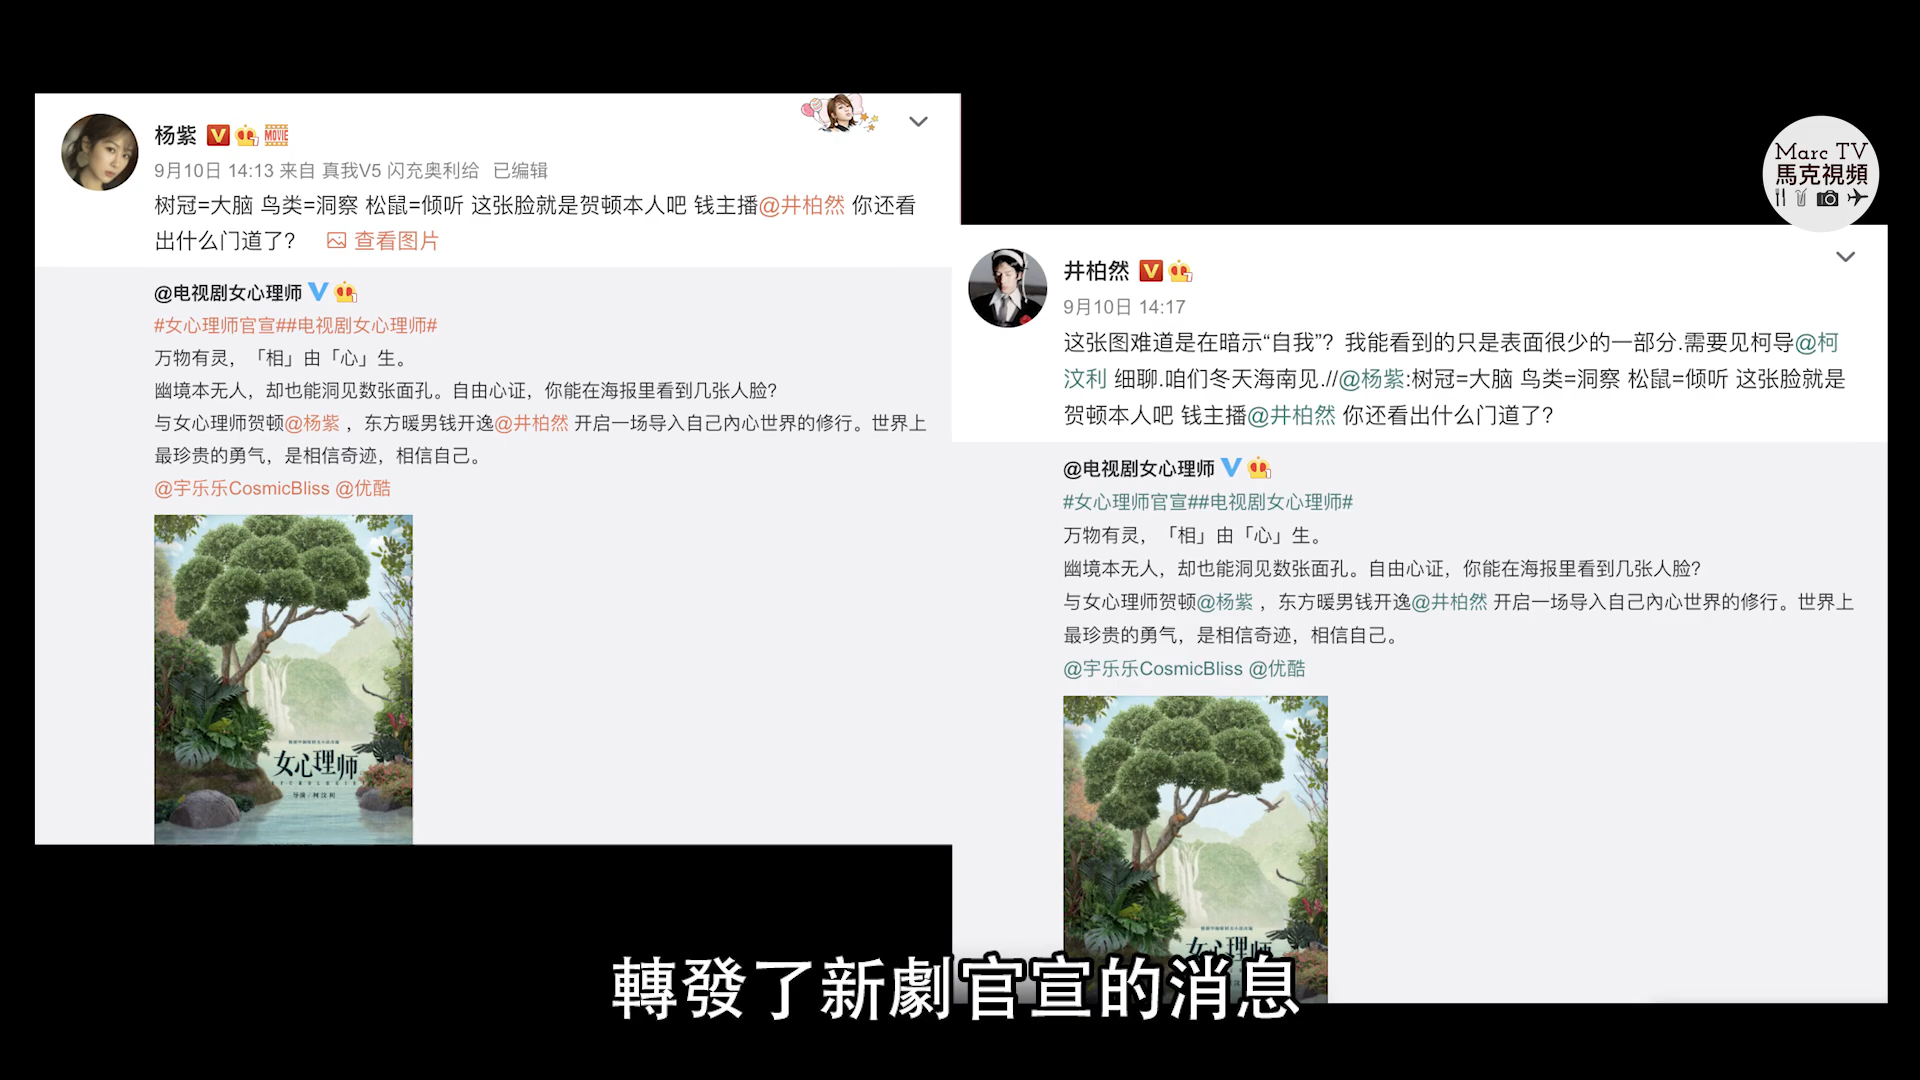 杨紫
MOVIE
9月10日 14:13 来自 真我V5 闪充奥利给 已编辑
树冠=大脑 鸟类=洞察 松鼠=倾听 这张脸就是贺顿本人吧 钱主播@井柏然 你还看
出什么门道了? 查看图片
@电视剧女心理师
#女心理师官宣##电视剧女心理师#
万物有灵，「相」由「心」生。
幽境本无人，却也能洞见数张面孔。自由心证，你能在海报里看到几张人脸？
与女心理师贺顿@杨紫 ，东方暖男钱开逸@井柏然 开启一场导入自己内心世界的修行。世界上
最珍贵的勇气，是相信奇迹，相信自己。
@宇乐乐CosmicBliss @优酷
女心理师
导演/柯汶利
Marc TV
馬克視頻
井柏然
9月10日 14:17
这张图难道是在暗示“自我”？我能看到的只是表面很少的一部分.需要见柯导@柯
汶利 细聊.咱们冬天海南见.//@杨紫:树冠=大脑 鸟类=洞察 松鼠=倾听 这张脸就是
贺顿本人吧 钱主播@井柏然 你还看出什么门道了?
@电视剧女心理师
#女心理师官宣##电视剧女心理师#
万物有灵，「相」由「心」生。
幽境本无人，却也能洞见数张面孔。自由心证，你能在海报里看到几张人脸？
与女心理师贺顿@杨紫 ，东方暖男钱开逸@井柏然 开启一场导入自己内心世界的修行。世界上
最珍贵的勇气，是相信奇迹，相信自己。
@宇乐乐CosmicBliss @优酷
女心理师
轉發了新劇官宣的消息